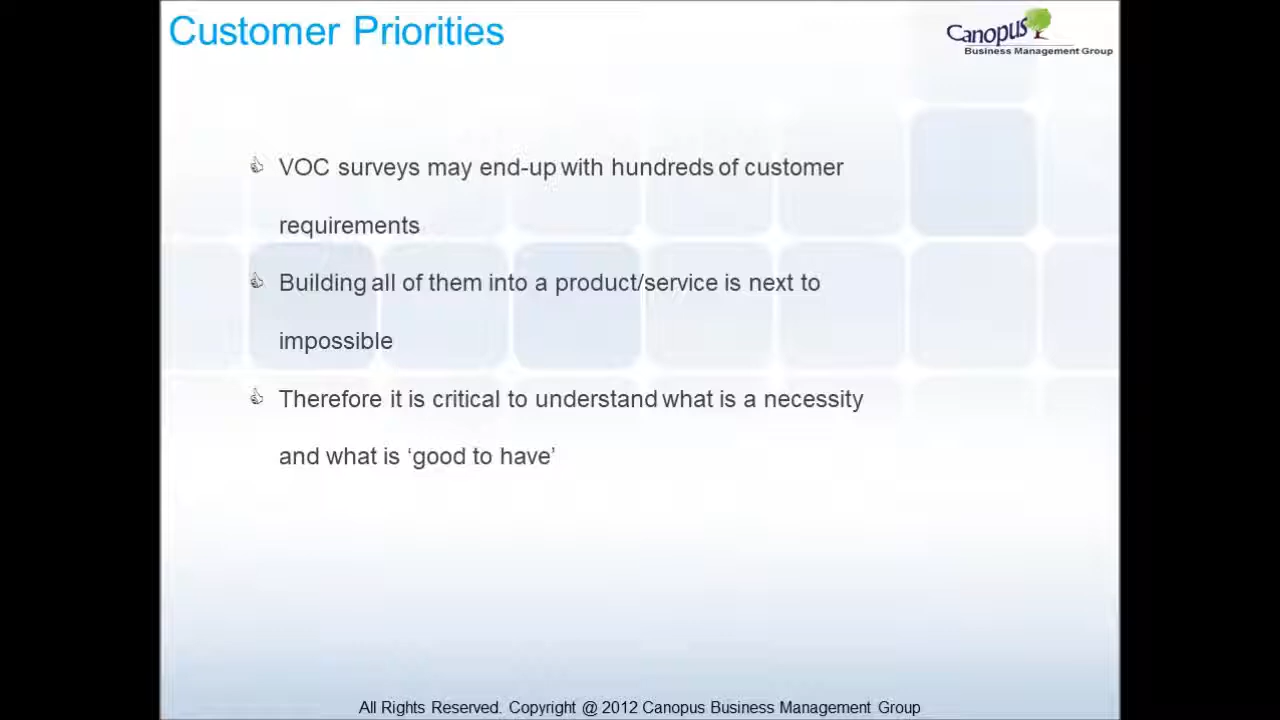 Customer Priorities
Canopus
Business Management Group
VOC surveys may end-up with hundreds of customer
requirements
Building all of them into a product/service is next to
impossible
Therefore it is critical to understand what is a necessity
and what is ‘good to have’
All Rights Reserved. Copyright @ 2012 Canopus Business Management Group